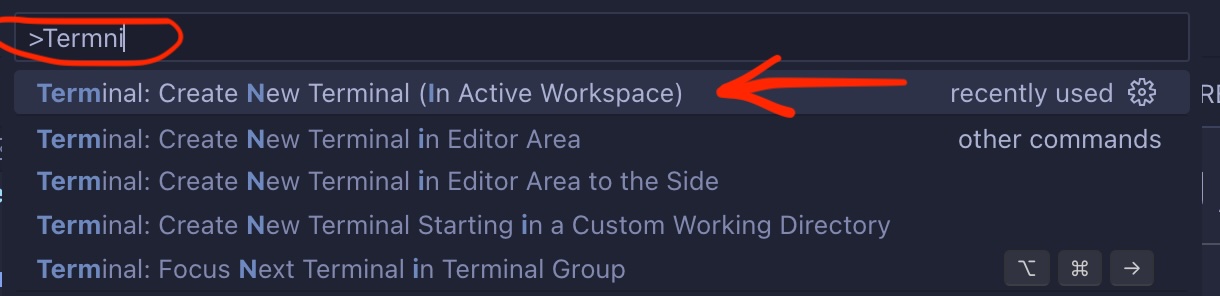 >Termni
Terminal: Create New Terminal (In Active Workspace) recently used
Terminal: Create New Terminal in Editor Area other commands
Terminal: Create New Terminal in Editor Area to the Side
Terminal: Create New Terminal Starting in a Custom Working Directory
Terminal: Focus Next Terminal in Terminal Group ⌥ ⌘ →